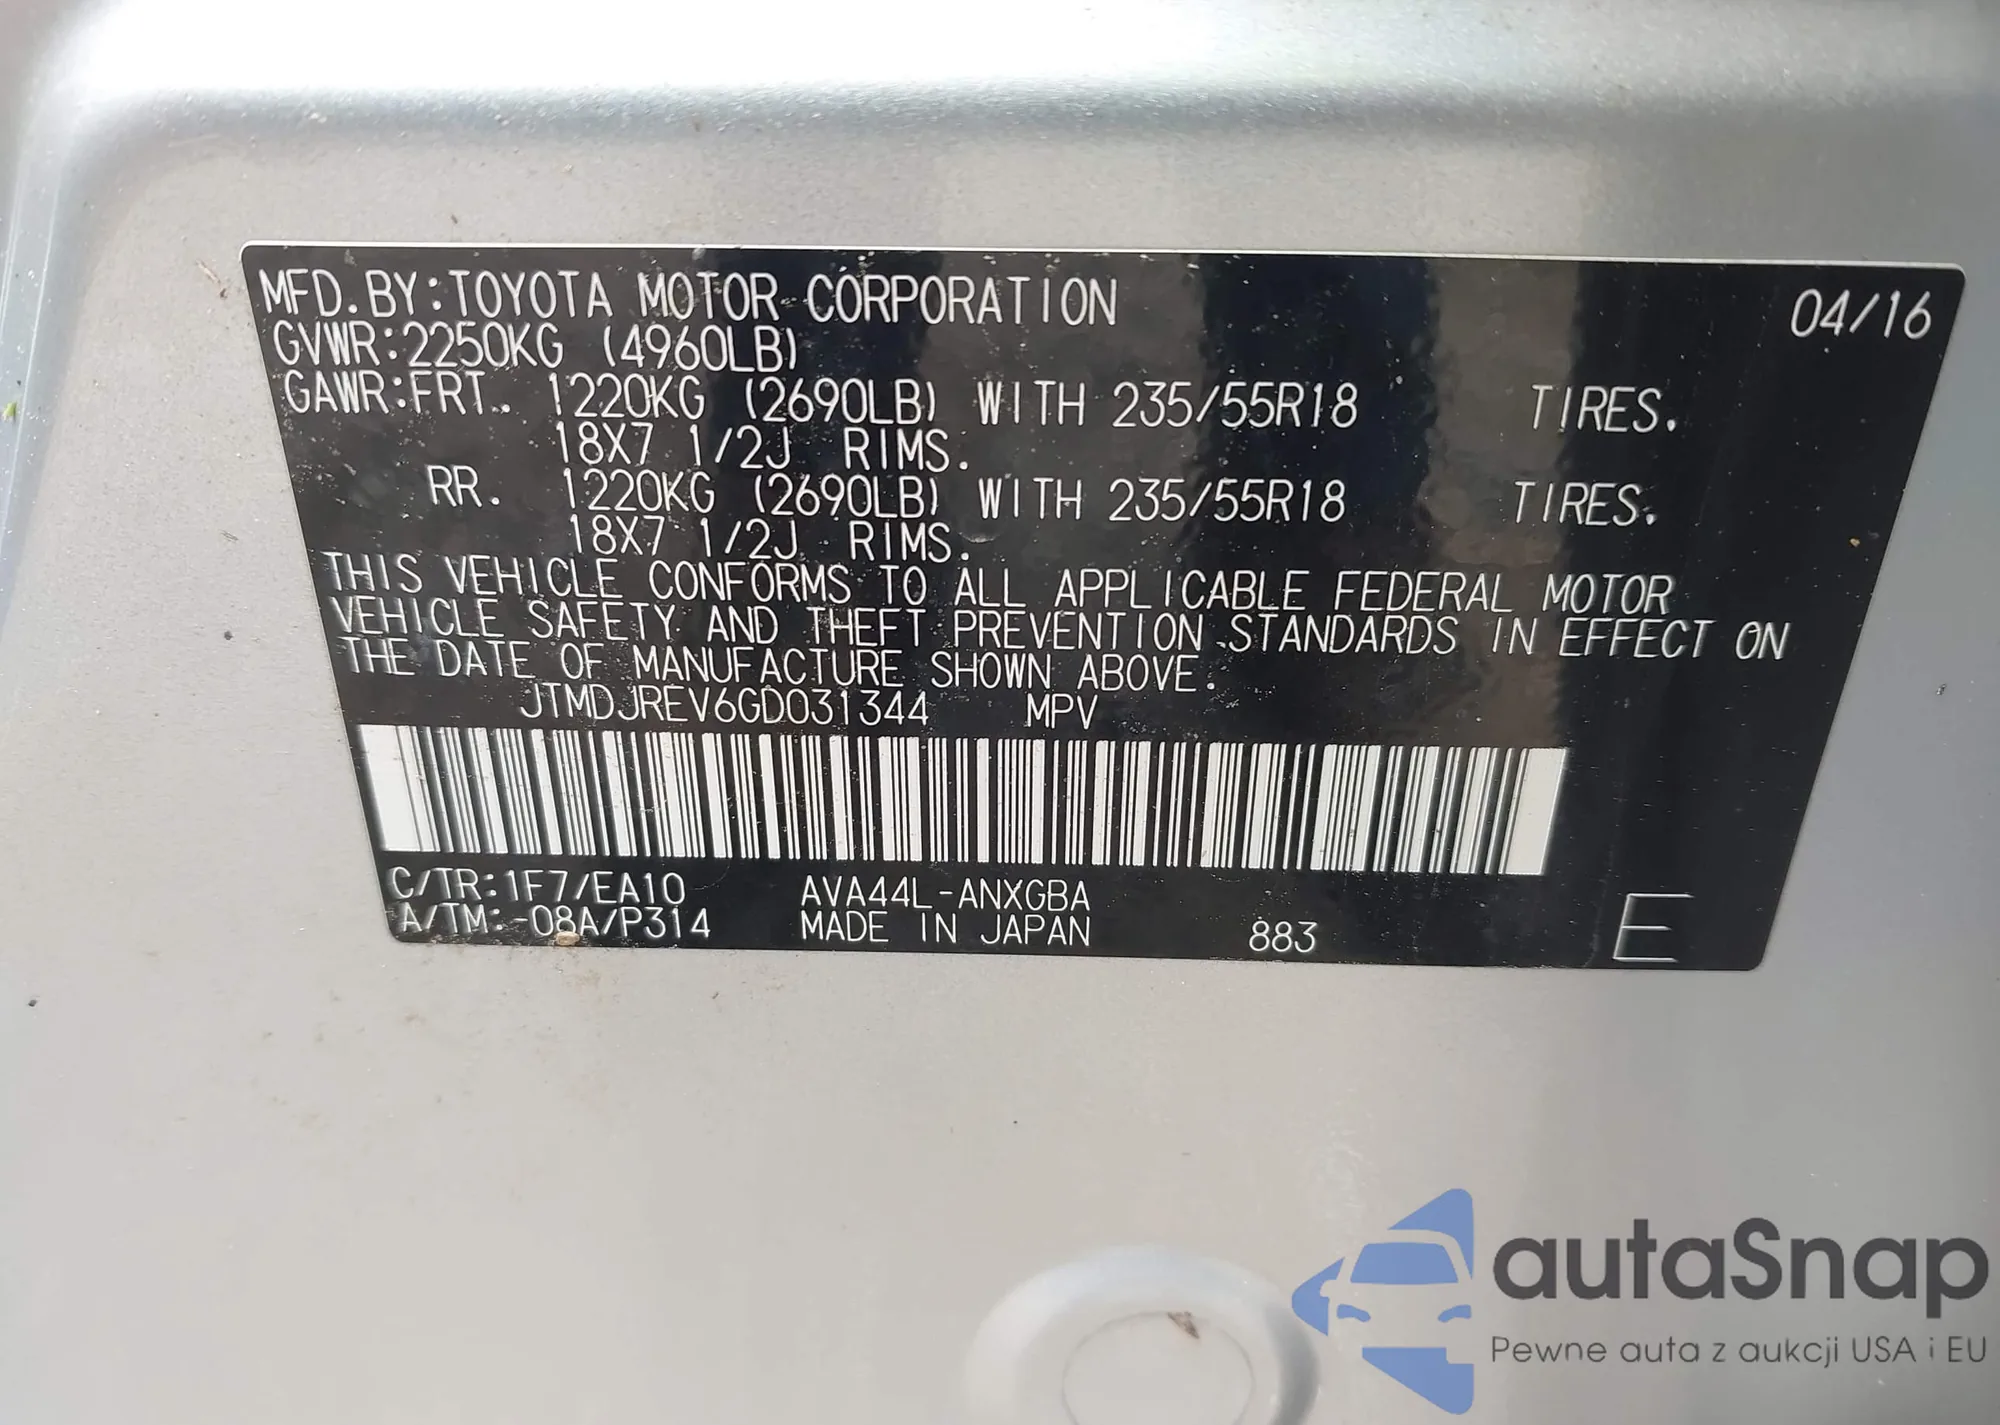 MFD. BY:TOYOTA MOTOR CORPORATION 04/16
GVWR:2250KG (4960LB)
GAWR:FRT. 1220KG (2690LB) WITH 235/55R18 TIRES.
18X7 1/2J RIMS.
RR. 1220KG (2690LB) WITH 235/55R18 TIRES.
18X7 1/2J RIMS.
THIS VEHICLE CONFORMS TO ALL APPLICABLE FEDERAL MOTOR
VEHICLE SAFETY AND THEFT PREVENTION STANDARDS IN EFFECT ON
THE DATE OF MANUFACTURE SHOWN ABOVE.
JTMDJREV6GD031344 MPV
C/TR:1F7/EA10 AVA44L-ANXGBA
A/TM:-08A/P314 MADE IN JAPAN 883 E
autaSnap
Pewne auta z aukcji USA i EU